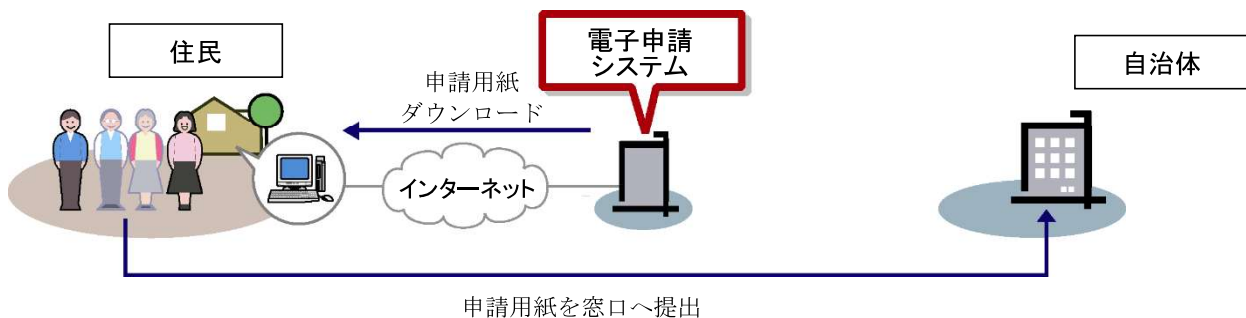 住民
申請用紙
ダウンロード
電子申請
システム
自治体
インターネット
申請用紙を窓口へ提出